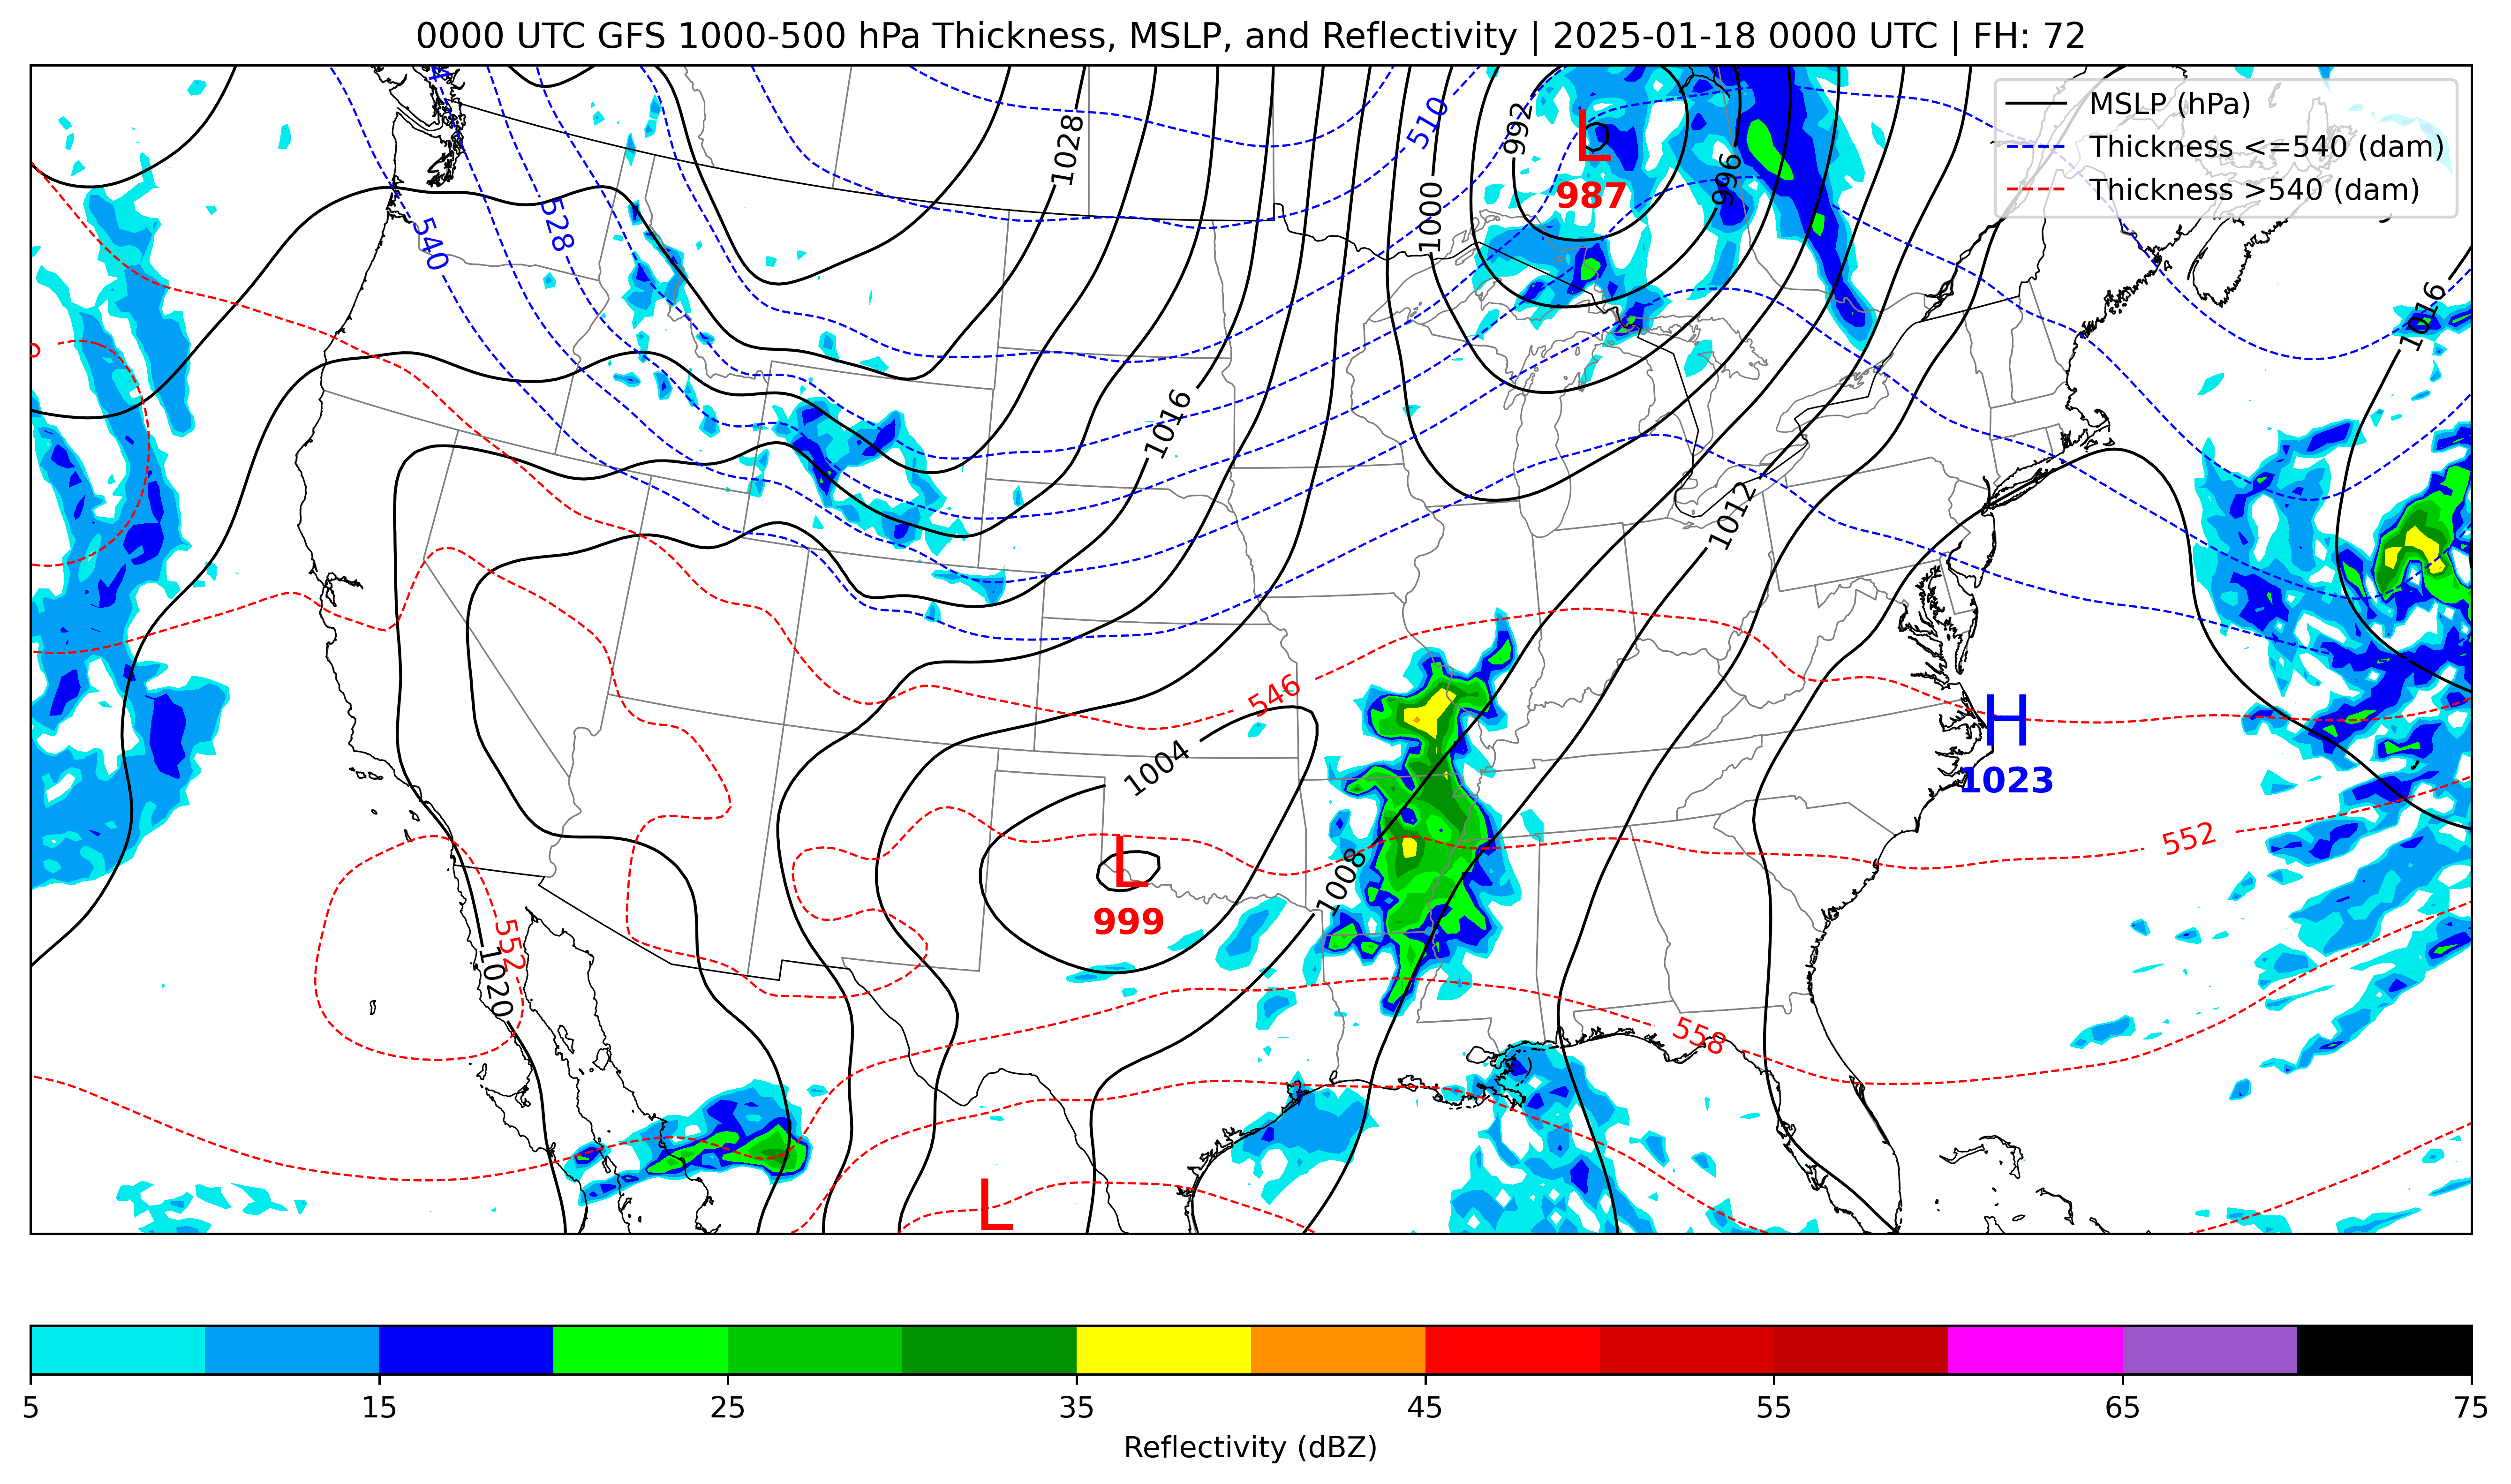 0000 UTC GFS 1000-500 hPa Thickness, MSLP, and Reflectivity | 2025-01-18 0000 UTC | FH: 72
MSLP (hPa)
Thickness <=540 (dam)
Thickness >540 (dam)
510
992
1028
L
987
996
1000
528
540
1016
1016
1012
546
H
1023
1004
552
L
999
1008
552
1020
558
L
5 15 25 35 45 55 65 75
Reflectivity (dBZ)